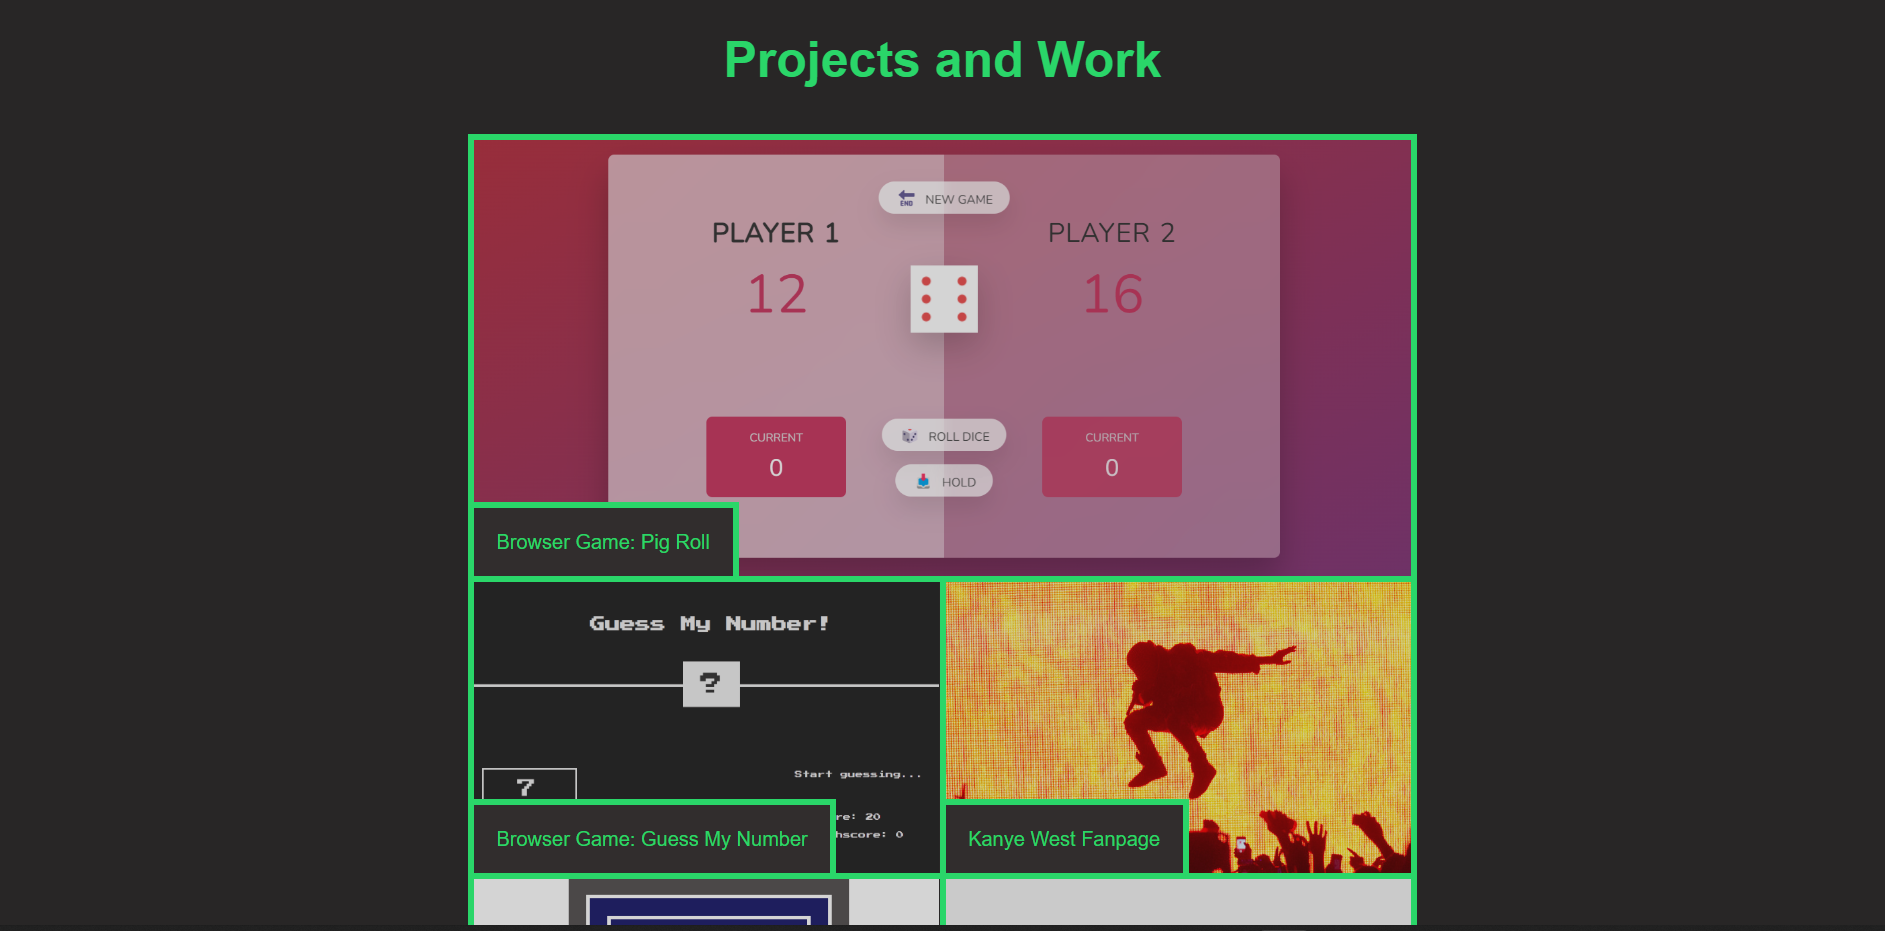 Projects and Work
END NEW GAME
PLAYER 1
PLAYER 2
12
16
CURRENT
0
ROLL DICE
HOLD
CURRENT
0
Browser Game: Pig Roll
Guess My Number!
?
7
Start guessing...
re: 20
hscore: 0
Browser Game: Guess My Number
Kanye West Fanpage